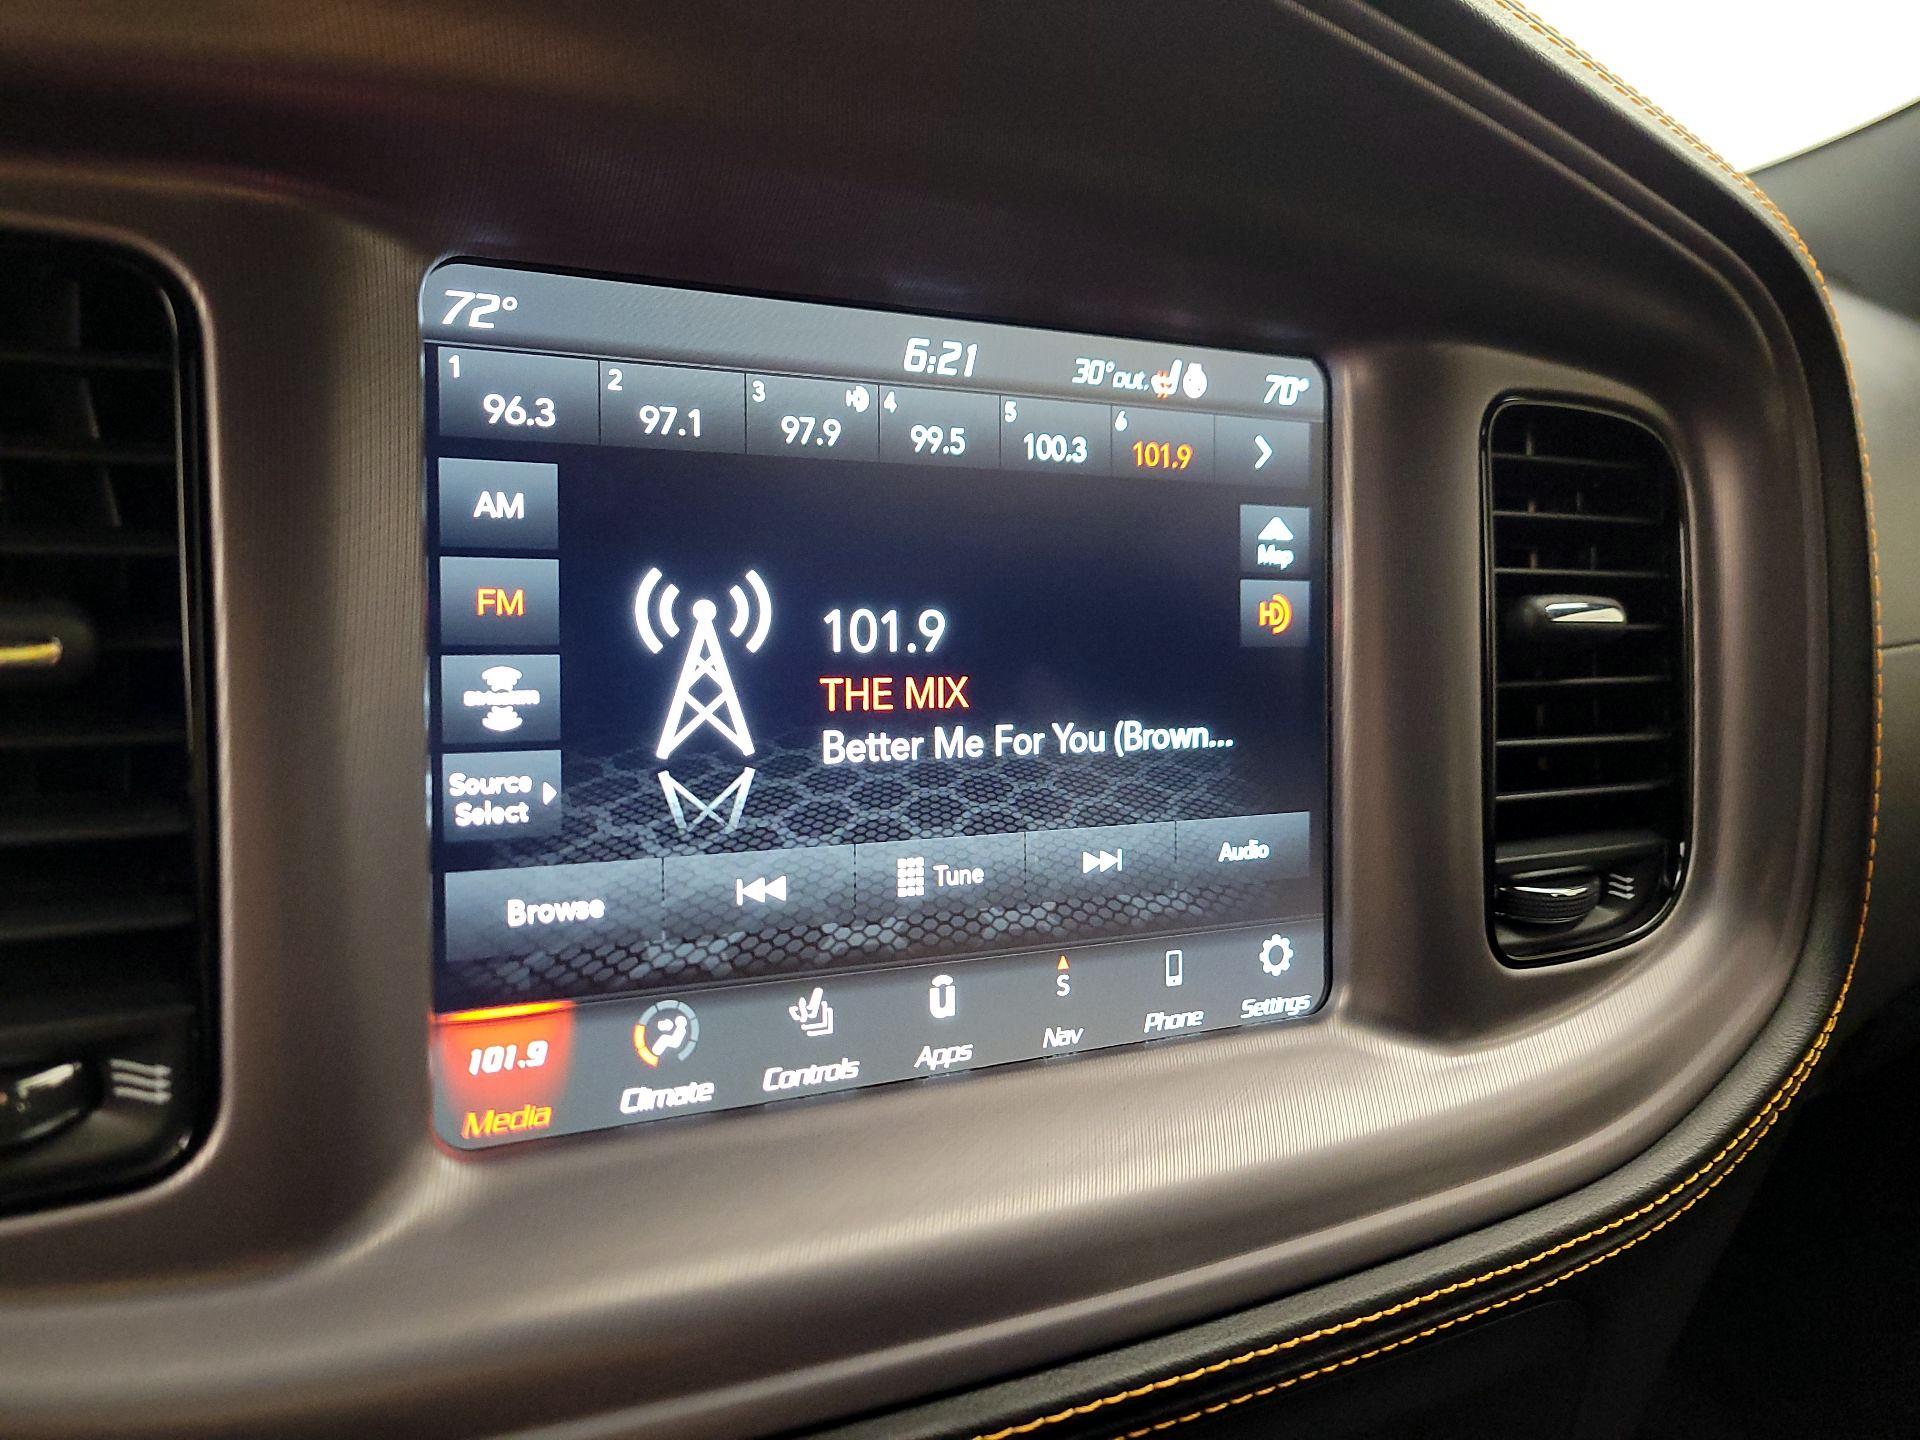 72°
6:21
30°out.
70°
1
96.3
2
97.1
3
97.9
HD
4
99.5
5
100.3
6
101.9
AM
Map
FM
HD
101.9
THE MIX
Better Me For You (Brown...
Source
Select
Browse
Tune
Audio
101.9
Media
Climate
Controls
Apps
S
Nav
Phone
Settings